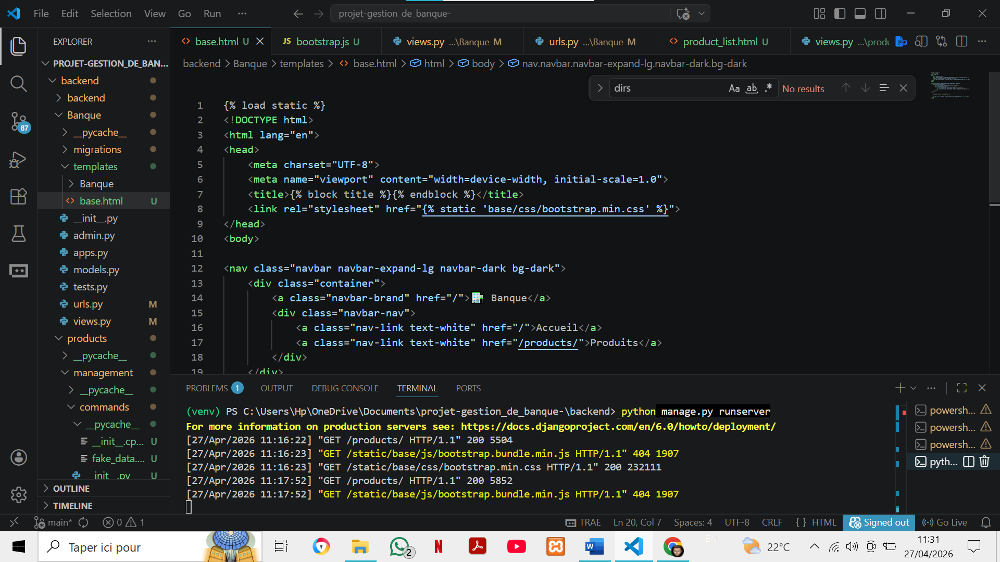 File Edit Selection View Go Run ···
projet-gestion_de_banque-
EXPLORER
PROJET-GESTION_DE_BAN...
backend
backend
Banque
__pycache__
migrations
templates
Banque
base.html U
__init__.py
admin.py
apps.py
models.py
tests.py
urls.py M
views.py M
products
__pycache__
management
__pycache__
commands
__pycache__
__init__.cp... U
fake_data.... U
__init__.py U
OUTLINE
TIMELINE
87
base.html U
JS bootstrap.js U
views.py ...\Banque M
urls.py ...\Banque M
product_list.html U
views.py ...\produ
backend > Banque > templates > base.html > html > body > nav.navbar.navbar-expand-lg.navbar-dark.bg-dark
dirs Aa ab .* No results
1 {% load static %}
2 <!DOCTYPE html>
3 <html lang="en">
4 <head>
5 <meta charset="UTF-8">
6 <meta name="viewport" content="width=device-width, initial-scale=1.0">
7 <title>{% block title %}{% endblock %}</title>
8 <link rel="stylesheet" href="{% static 'base/css/bootstrap.min.css' %}">
9 </head>
10 <body>
11
12 <nav class="navbar navbar-expand-lg navbar-dark bg-dark">
13 <div class="container">
14 <a class="navbar-brand" href="/">🏦 Banque</a>
15 <div class="navbar-nav">
16 <a class="nav-link text-white" href="/">Accueil</a>
17 <a class="nav-link text-white" href="/products/">Produits</a>
18 </div>
19 </div>
PROBLEMS 1 OUTPUT DEBUG CONSOLE TERMINAL PORTS
(venv) PS C:\Users\Hp\OneDrive\Documents\projet-gestion_de_banque-\backend> python manage.py runserver
For more information on production servers see: https://docs.djangoproject.com/en/6.0/howto/deployment/
[27/Apr/2026 11:16:22] "GET /products/ HTTP/1.1" 200 5504
[27/Apr/2026 11:16:23] "GET /static/base/js/bootstrap.bundle.min.js HTTP/1.1" 404 1907
[27/Apr/2026 11:16:23] "GET /static/base/css/bootstrap.min.css HTTP/1.1" 200 232111
[27/Apr/2026 11:17:52] "GET /products/ HTTP/1.1" 200 5852
[27/Apr/2026 11:17:52] "GET /static/base/js/bootstrap.bundle.min.js HTTP/1.1" 404 1907
powersh...
powersh...
powersh...
pyth...
main* 0 1
TRAE Ln 20, Col 7 Spaces: 4 UTF-8 CRLF { } HTML Signed out Go Live
Taper ici pour
2
22°C
11:31
27/04/2026